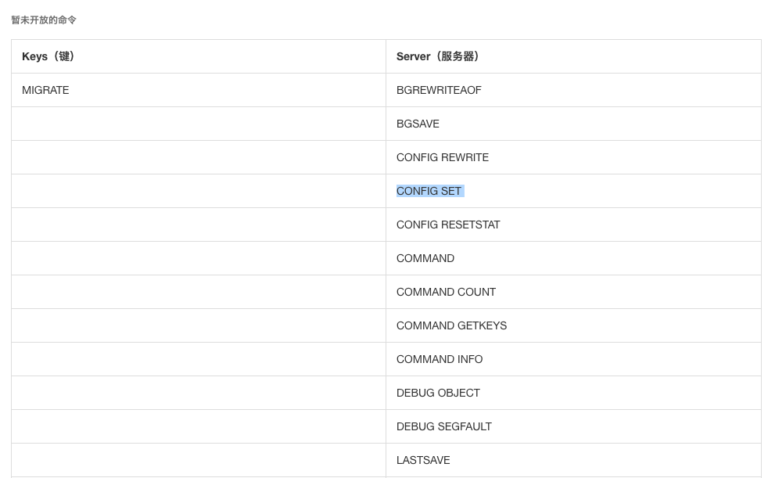 暂未开放的命令
Keys（键） Server（服务器）
MIGRATE BGREWRITEAOF
BGSAVE
CONFIG REWRITE
CONFIG SET
CONFIG RESETSTAT
COMMAND
COMMAND COUNT
COMMAND GETKEYS
COMMAND INFO
DEBUG OBJECT
DEBUG SEGFAULT
LASTSAVE